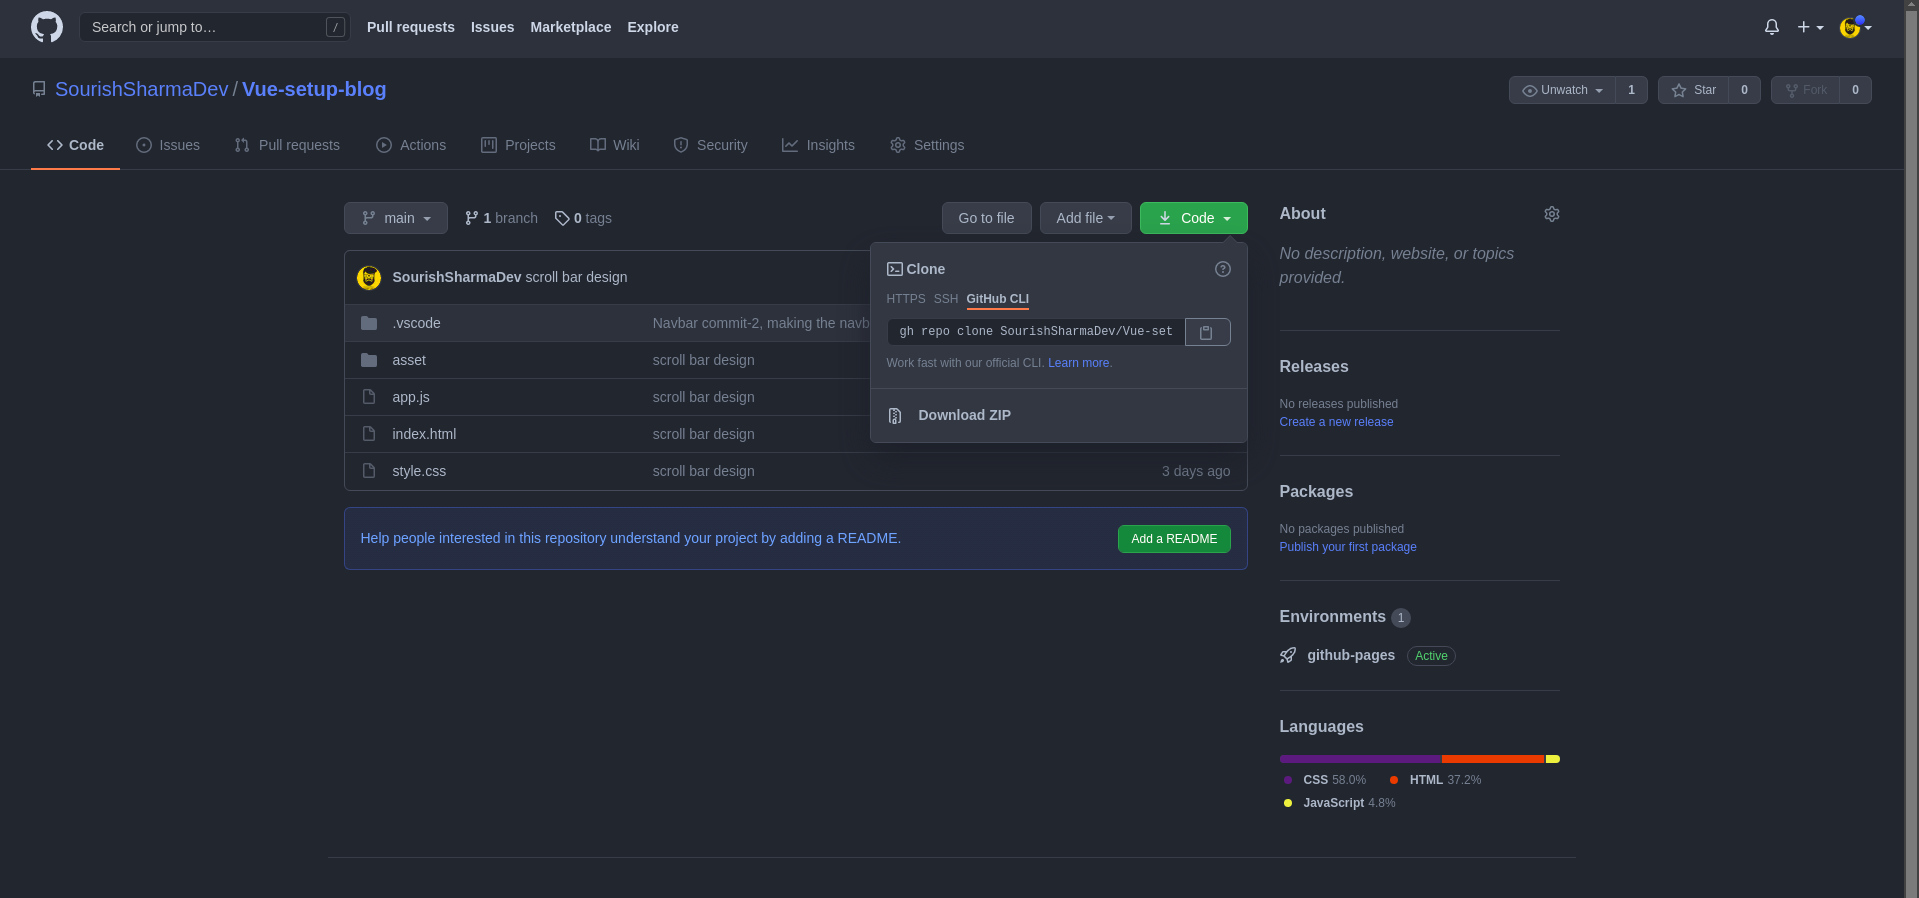 Search or jump to… /
Pull requests Issues Marketplace Explore
SourishSharmaDev / Vue-setup-blog
Unwatch 1 Star 0 Fork 0
Code Issues Pull requests Actions Projects Wiki Security Insights Settings
main 1 branch 0 tags Go to file Add file Code
SourishSharmaDev scroll bar design
.vscode Navbar commit-2, making the navb
asset scroll bar design
app.js scroll bar design
index.html scroll bar design
style.css scroll bar design 3 days ago
Clone
HTTPS SSH GitHub CLI
gh repo clone SourishSharmaDev/Vue-set
Work fast with our official CLI. Learn more.
Download ZIP
Help people interested in this repository understand your project by adding a README. Add a README
About
No description, website, or topics
provided.
Releases
No releases published
Create a new release
Packages
No packages published
Publish your first package
Environments 1
github-pages Active
Languages
CSS 58.0% HTML 37.2%
JavaScript 4.8%